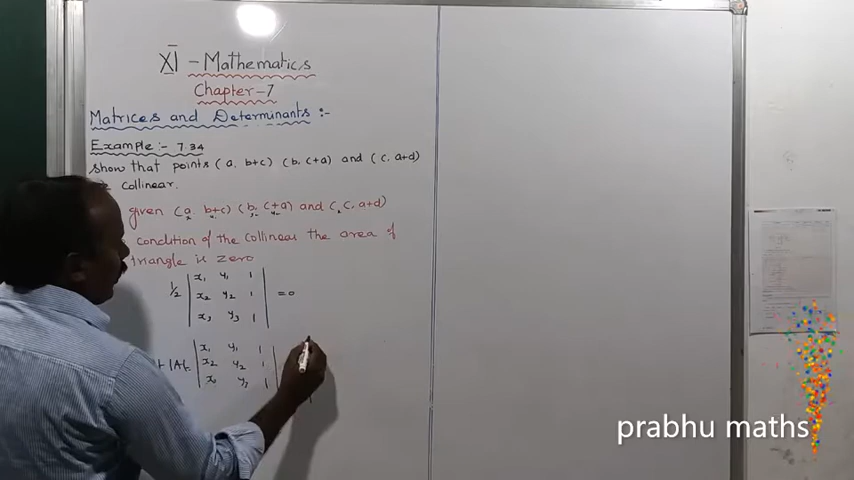 XI - Mathematics
Chapter-7
Matrices and Determinants :-
Example :- 7.34
show that points (a, b+c) (b, c+a) and (c, a+d)
collinear.
given (a, b+c) (b, c+a) and (c, a+d)
condition of the collinear the area of
triangle is zero
1/2 | x₁ y₁ 1
x₂ y₂ 1 | =0
x₃ y₃ 1
|A|= | x₁ y₁ 1
x₂ y₂ 1
y₃ 1
prabhu maths